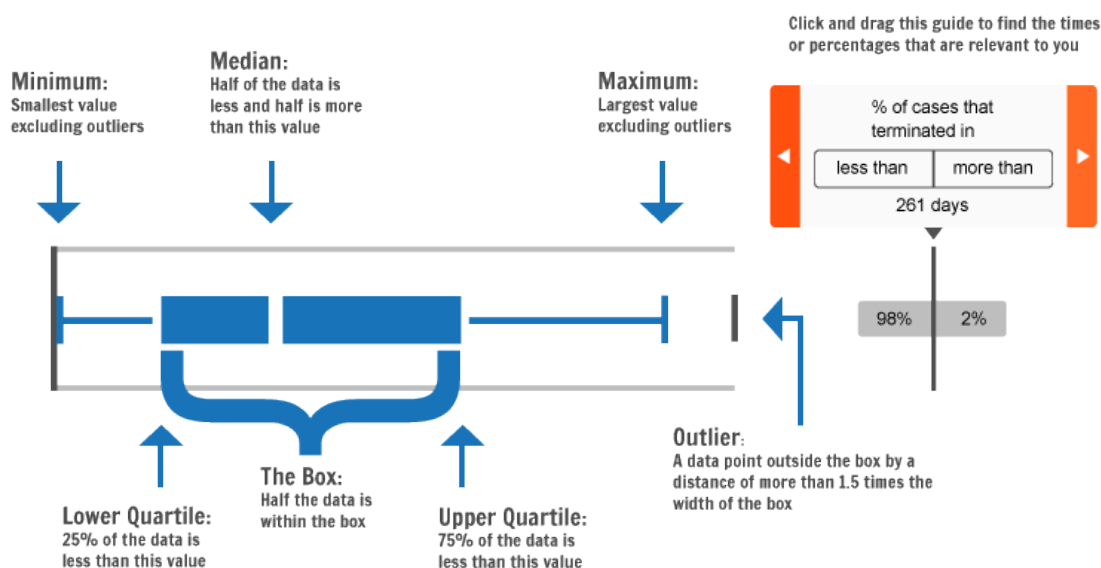 Click and drag this guide to find the times
or percentages that are relevant to you
Minimum:
Smallest value
excluding outliers
Median:
Half of the data is
less and half is more
than this value
Maximum:
Largest value
excluding outliers
% of cases that
terminated in
less than
more than
261 days
98%
2%
Lower Quartile:
25% of the data is
less than this value
The Box:
Half the data is
within the box
Upper Quartile:
75% of the data is
less than this value
Outlier:
A data point outside the box by a
distance of more than 1.5 times the
width of the box